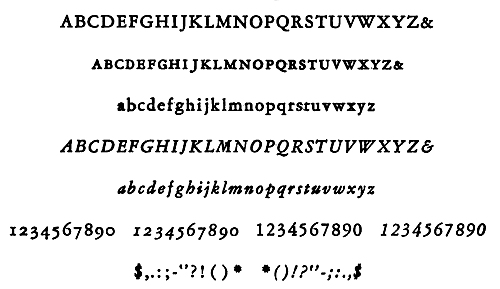 ABCDEFGHIJKLMNOPQRSTUVWXYZ&
ABCDEFGHIJKLMNOPQRSTUVWXYZ&
abcdefghijklmnopqrstuvwxyz
ABCDEFGHIJKLMNOPQRSTUVWXYZ&
abcdefghijklmnopqrstuvwxyz
1234567890 1234567890 1234567890 1234567890
$,.:;-"?!()* *()!?"-;:.,$